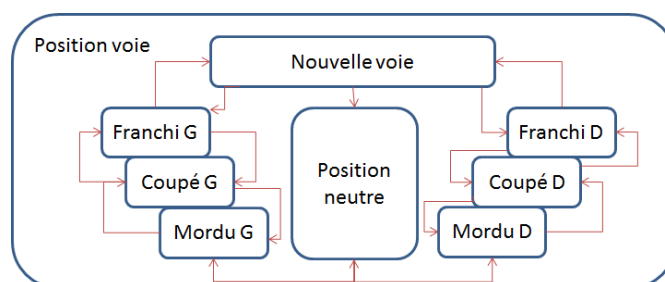 Position voie
Nouvelle voie
Franchi G
Franchi D
Coupé G
Position
neutre
Coupé D
Mordu G
Mordu D